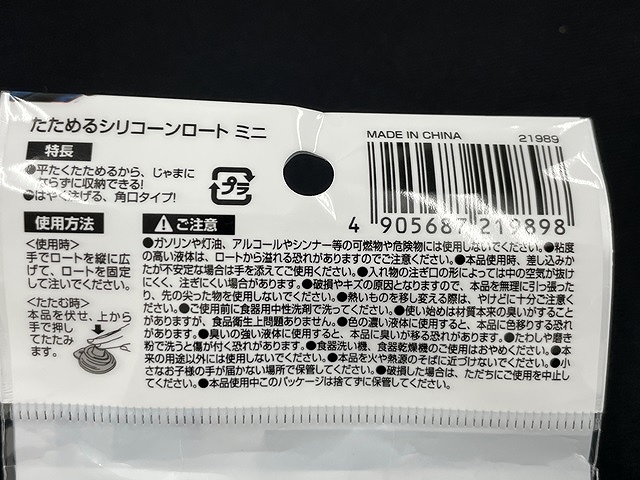 たためるシリコーンロート ミニ
特長
●平たくたためるから、じゃまに
ならずに収納できる!
●はやく注げる、角口タイプ!
プラ
MADE IN CHINA 21989
4 905687 219898
使用方法
<使用時>
手でロートを縦に広
げて、ロートを固定
して注いでください。
<たたむ時>
本品を伏せ、上から
手で押し
てたたみ
ます。
ご注意
●ガソリンや灯油、アルコールやシンナー等の可燃物や危険物には使用しないでください。●粘度
の高い液体は、ロートから溢れる恐れがありますのでご注意ください。●本品使用時、差し込みか
たが不安定な場合は手を添えてご使用ください。●入れ物の注ぎ口の形によっては中の空気が抜け
にくく、注ぎにくい場合があります。●破損やキズの原因となりますので、本品を無理に引っ張った
り、先の尖った物を使用しないでください。●熱いものを移し変える際は、やけどに十分ご注意く
ださい。●ご使用前に食器用中性洗剤で洗ってください。●使い始めは材質本来の臭いがすること
がありますが、食品衛生上問題ありません。●色の濃い液体に使用すると、本品に色移りする恐れ
があります。●臭いの強い液体に使用すると、本品に臭いが移る恐れがあります。●たわしや磨き
粉で洗うと傷が付く恐れがあります。●食器洗い機、食器乾燥機のご使用はおやめください。●本
来の用途以外には使用しないでください。●本品を火や熱源のそばに近づけないでください。●小
さなお子様の手が届かない場所で保管してください。●破損した場合は、ただちにご使用を中止し
てください。●本品使用中このパッケージは捨てずに保管してください。